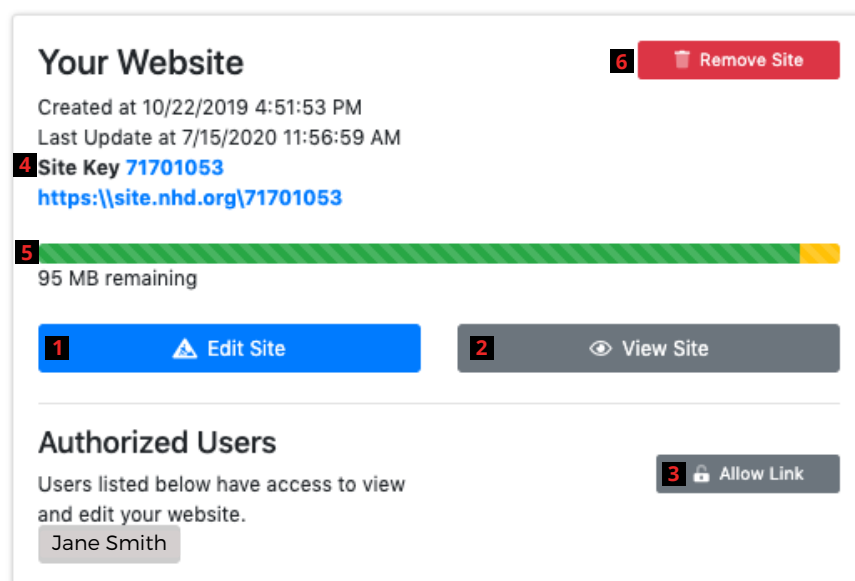 Your Website
6 Remove Site
Created at 10/22/2019 4:51:53 PM
Last Update at 7/15/2020 11:56:59 AM
4 Site Key 71701053
https:\\site.nhd.org\71701053
5
95 MB remaining
1 Edit Site
2 View Site
Authorized Users
3 Allow Link
Users listed below have access to view
and edit your website.
Jane Smith